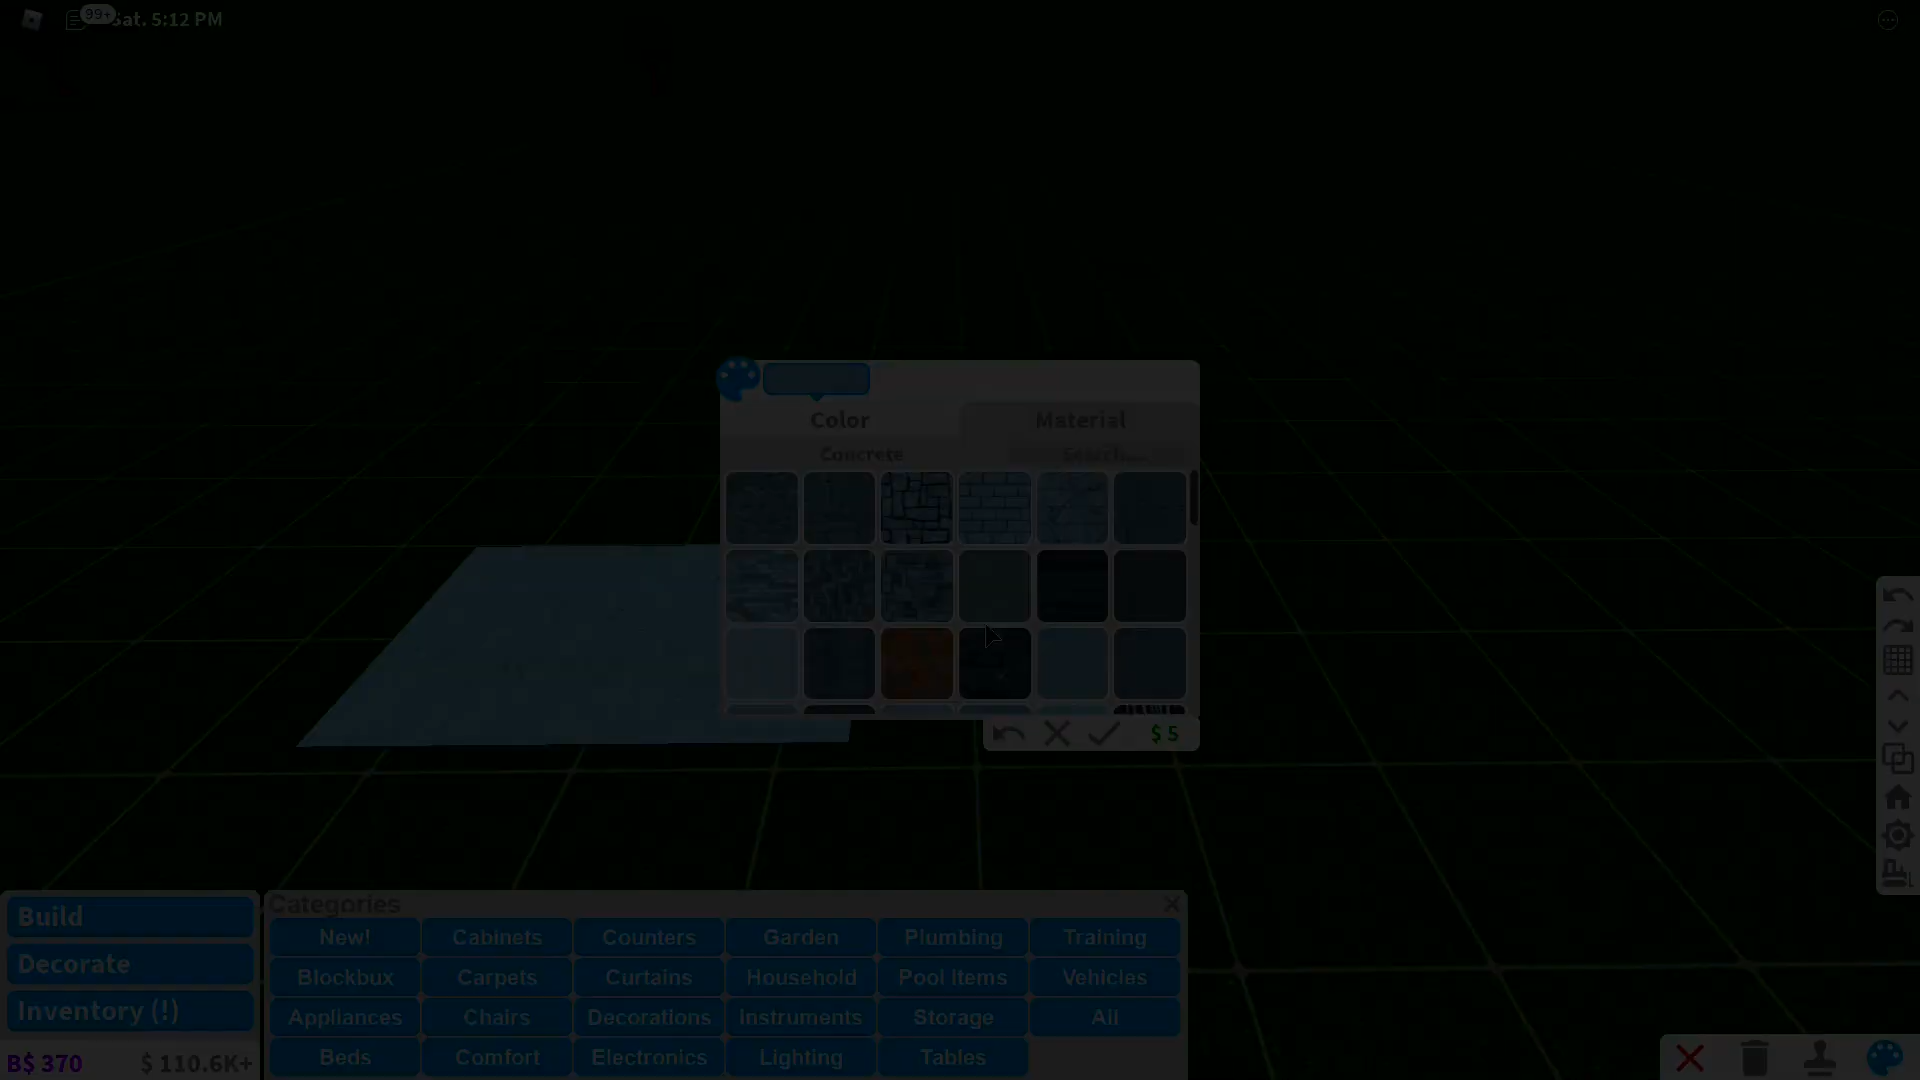 99+ Sat. 5:12 PM
Color Material
Concrete Search...
$ 5
Build
Decorate
Inventory (!)
B$ 370 $ 110.6K+
Categories
New! Cabinets Counters Garden Plumbing Training
Blockbux Carpets Curtains Household Pool Items Vehicles
Appliances Chairs Decorations Instruments Storage All
Beds Comfort Electronics Lighting Tables